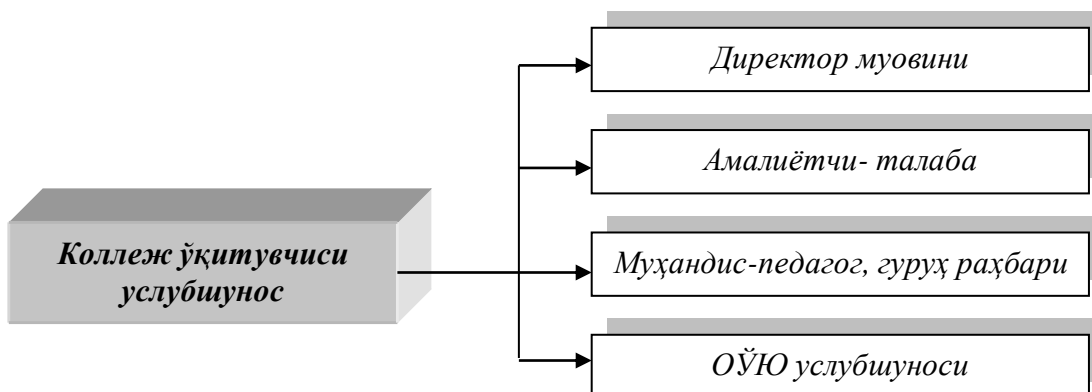 Директор муовини
Амалиётчи- талаба
Коллеж ўқитувчиси
услубшунос
Муҳандис-педагог, гуруҳ раҳбари
ОЎЮ услубшуноси